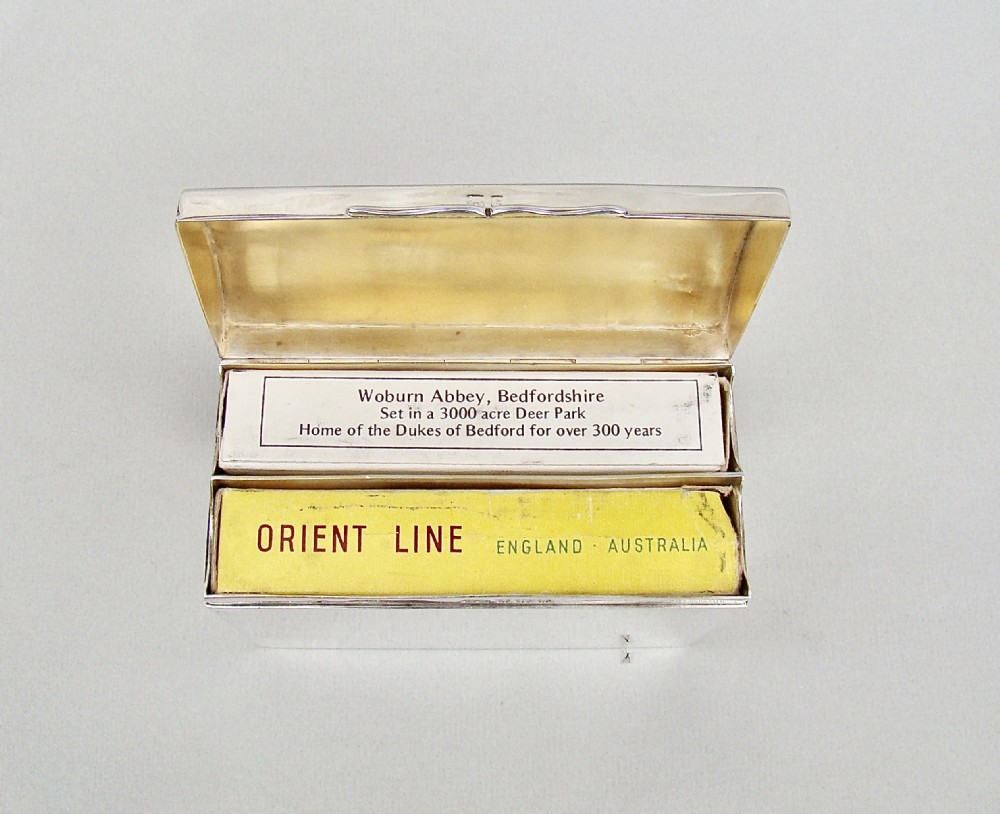 Woburn Abbey, Bedfordshire
Set in a 3000 acre Deer Park
Home of the Dukes of Bedford for over 300 years
ORIENT LINE ENGLAND · AUSTRALIA